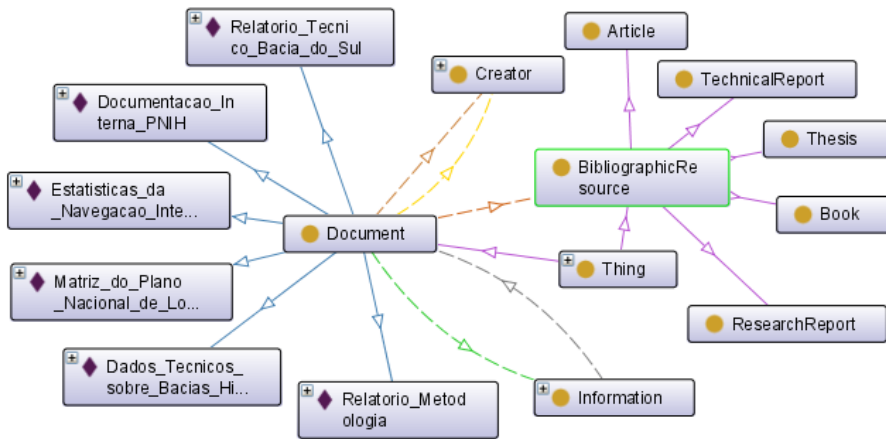 Relatorio_Tecni
co_Bacia_do_Sul
Article
Creator
TechnicalReport
Documentacao_In
terna_PNIH
Thesis
BibliographicRe
source
Estatisticas_da
_Navegacao_Inte...
Book
Document
Thing
Matriz_do_Plano
_Nacional_de_Lo...
ResearchReport
Dados_Tecnicos_
sobre_Bacias_Hi...
Relatorio_Metod
ologia
Information